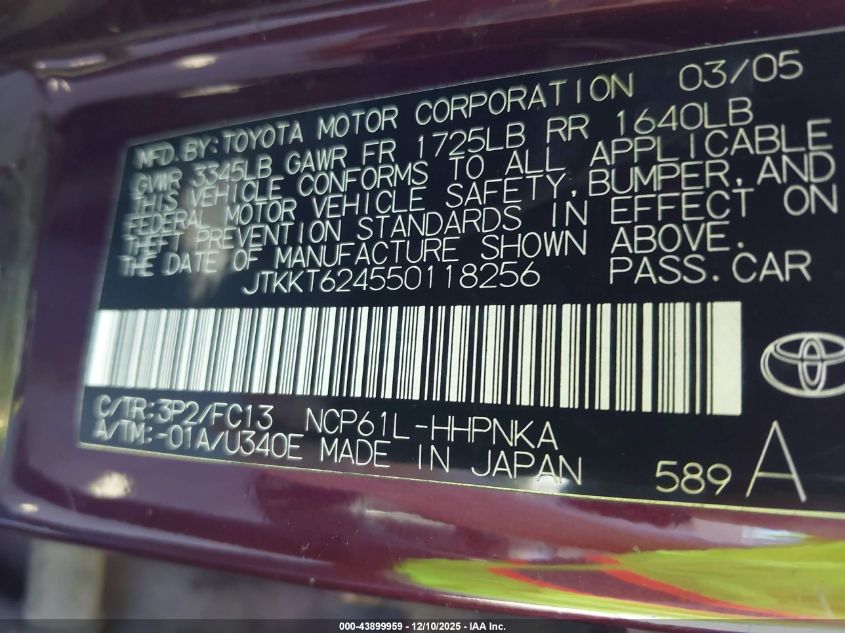 03/05
MFD.BY:TOYOTA MOTOR CORPORATION
GVWR 3345LB GAWR FR 1725LB RR 1640LB
THIS VEHICLE CONFORMS TO ALL APPLICABLE
FEDERAL MOTOR VEHICLE SAFETY,BUMPER,AND
THEFT PREVENTION STANDARDS IN EFFECT ON
THE DATE OF MANUFACTURE SHOWN ABOVE.
JTKKT624550118256 PASS.CAR
C/TR:3P2/FC13 NCP61L-HHPNKA
A/TM:-01A/U340E MADE IN JAPAN 589 A
000-43899959 - 12/10/2025 - IAA Inc.